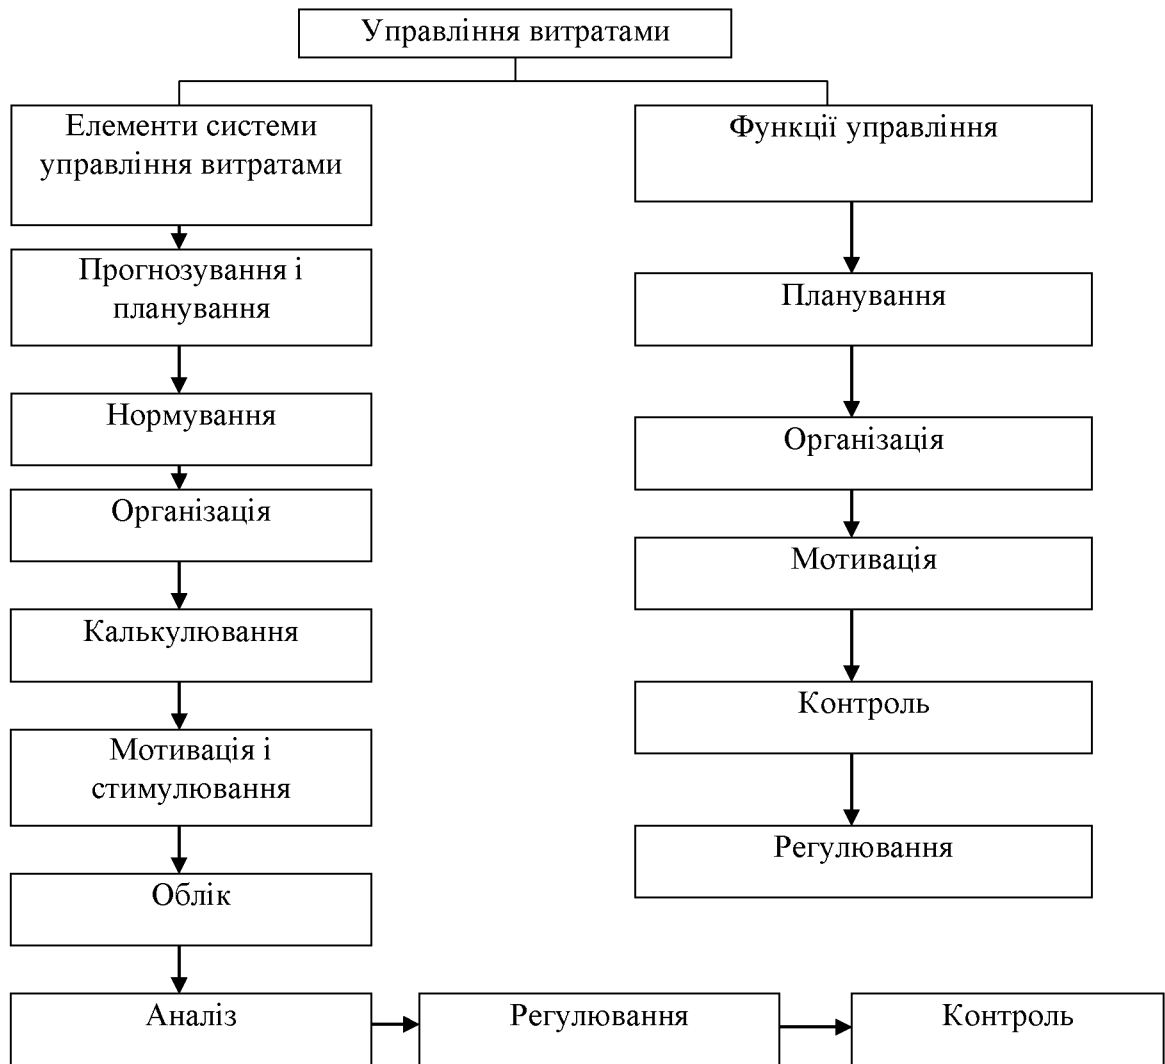 Управління витратами
Елементи системи
управління витратами
Прогнозування і
планування
Нормування
Організація
Калькулювання
Мотивація і
стимулювання
Облік
Аналіз
Регулювання
Контроль
Функції управління
Планування
Організація
Мотивація
Контроль
Регулювання